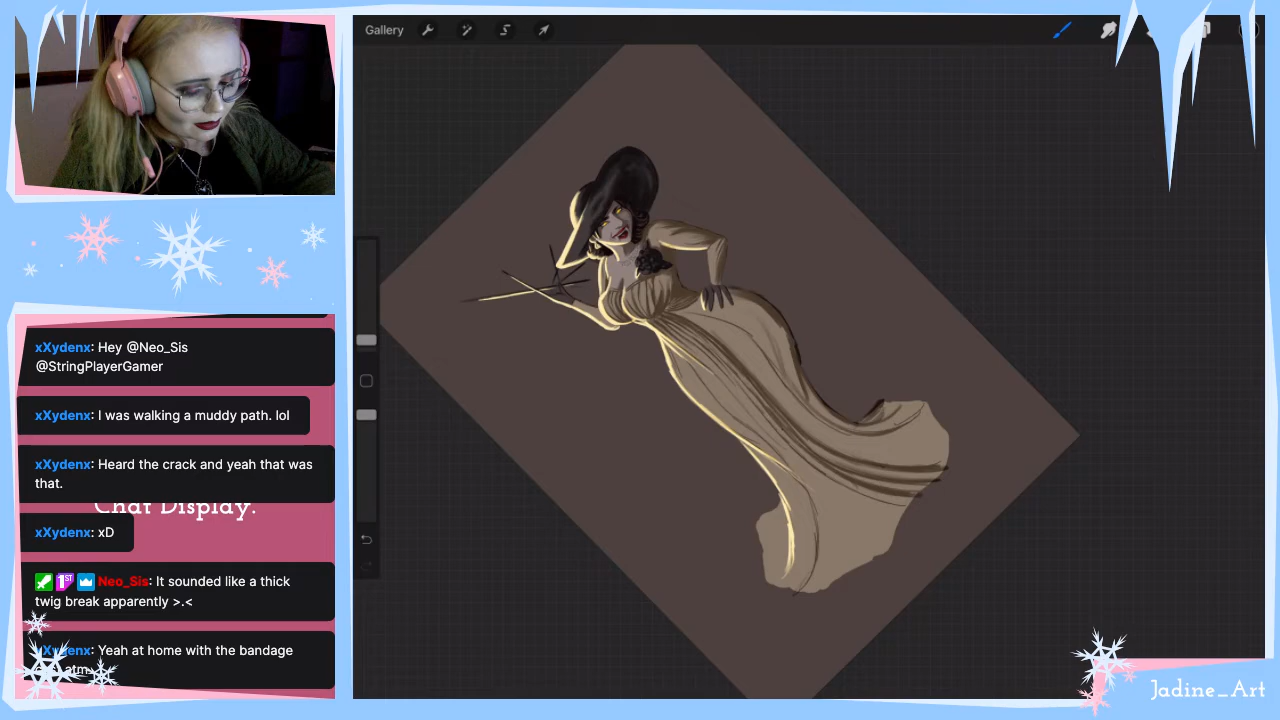 Gallery
xXydenx: Hey @Neo_Sis
@StringPlayerGamer
xXydenx: I was walking a muddy path. lol
xXydenx: Heard the crack and yeah that was
that.
Chat Display.
xXydenx: xD
1ST Neo_Sis: It sounded like a thick
twig break apparently >.<
xXydenx: Yeah at home with the bandage
atm
Jadine_Art